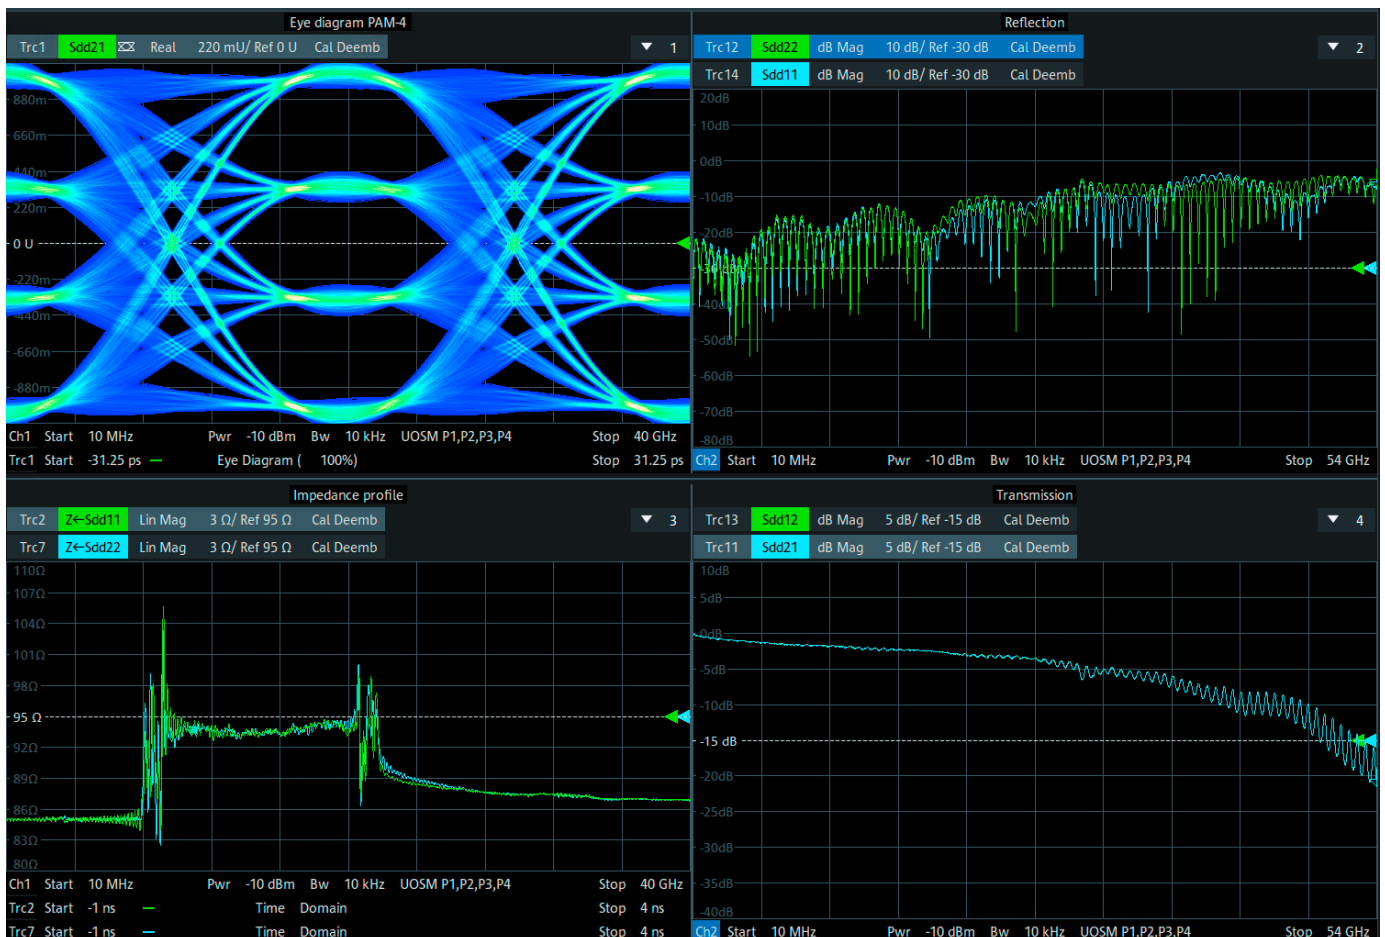 Eye diagram PAM-4
Trc1 Sdd21 Real 220 mU/ Ref 0 U Cal Deemb 1
880m
660m
440m
220m
0 U
-220m
-440m
-660m
-880m
Ch1 Start 10 MHz Pwr -10 dBm Bw 10 kHz UOSM P1,P2,P3,P4 Stop 40 GHz
Trc1 Start -31.25 ps Eye Diagram ( 100%) Stop 31.25 ps
Reflection
Trc12 Sdd22 dB Mag 10 dB/ Ref -30 dB Cal Deemb 2
Trc14 Sdd11 dB Mag 10 dB/ Ref -30 dB Cal Deemb
20dB
10dB
0dB
-10dB
-20dB
-30dB
-40dB
-50dB
-60dB
-70dB
-80dB
Ch2 Start 10 MHz Pwr -10 dBm Bw 10 kHz UOSM P1,P2,P3,P4 Stop 54 GHz
Impedance profile
Trc2 Z←Sdd11 Lin Mag 3 Ω/ Ref 95 Ω Cal Deemb 3
Trc7 Z←Sdd22 Lin Mag 3 Ω/ Ref 95 Ω Cal Deemb
110Ω
107Ω
104Ω
101Ω
98Ω
95 Ω
92Ω
89Ω
86Ω
83Ω
80Ω
Ch1 Start 10 MHz Pwr -10 dBm Bw 10 kHz UOSM P1,P2,P3,P4 Stop 40 GHz
Trc2 Start -1 ns Time Domain Stop 4 ns
Trc7 Start -1 ns Time Domain Stop 4 ns
Transmission
Trc13 Sdd12 dB Mag 5 dB/ Ref -15 dB Cal Deemb 4
Trc11 Sdd21 dB Mag 5 dB/ Ref -15 dB Cal Deemb
10dB
5dB
0dB
-5dB
-10dB
-15 dB
-20dB
-25dB
-30dB
-35dB
-40dB
Ch2 Start 10 MHz Pwr -10 dBm Bw 10 kHz UOSM P1,P2,P3,P4 Stop 54 GHz